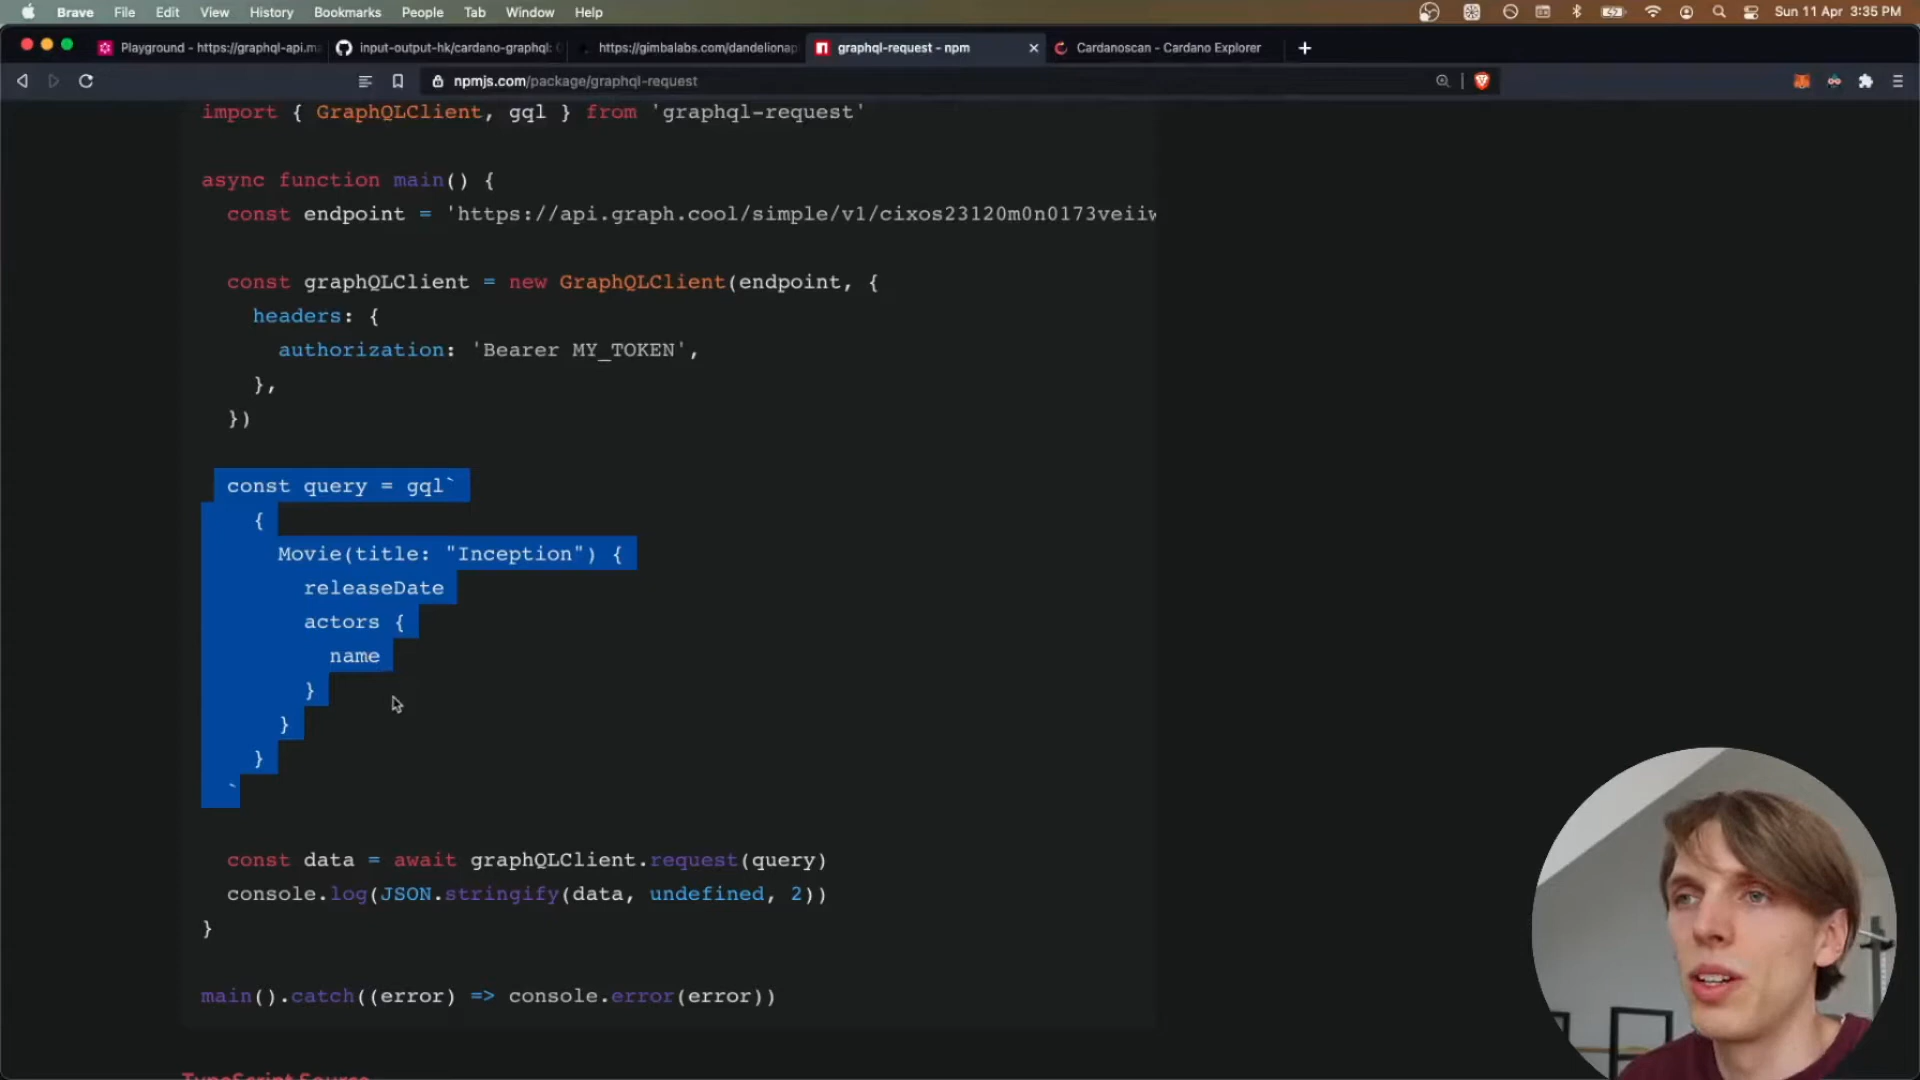 Brave File Edit View History Bookmarks People Tab Window Help Sun 11 Apr 3:35 PM
Playground - https://graphql-api.ma input-output-hk/cardano-graphql: https://gimbalabs.com/dandelionap graphql-request - npm Cardanoscan - Cardano Explorer
npmjs.com/package/graphql-request
import { GraphQLClient, gql } from 'graphql-request'
async function main() {
const endpoint = 'https://api.graph.cool/simple/v1/cixos23120m0n0173veiiw
const graphQLClient = new GraphQLClient(endpoint, {
headers: {
authorization: 'Bearer MY_TOKEN',
},
})
const query = gql`
{
Movie(title: "Inception") {
releaseDate
actors {
name
}
}
}
`
const data = await graphQLClient.request(query)
console.log(JSON.stringify(data, undefined, 2))
}
main().catch((error) => console.error(error))
TypeScript Source